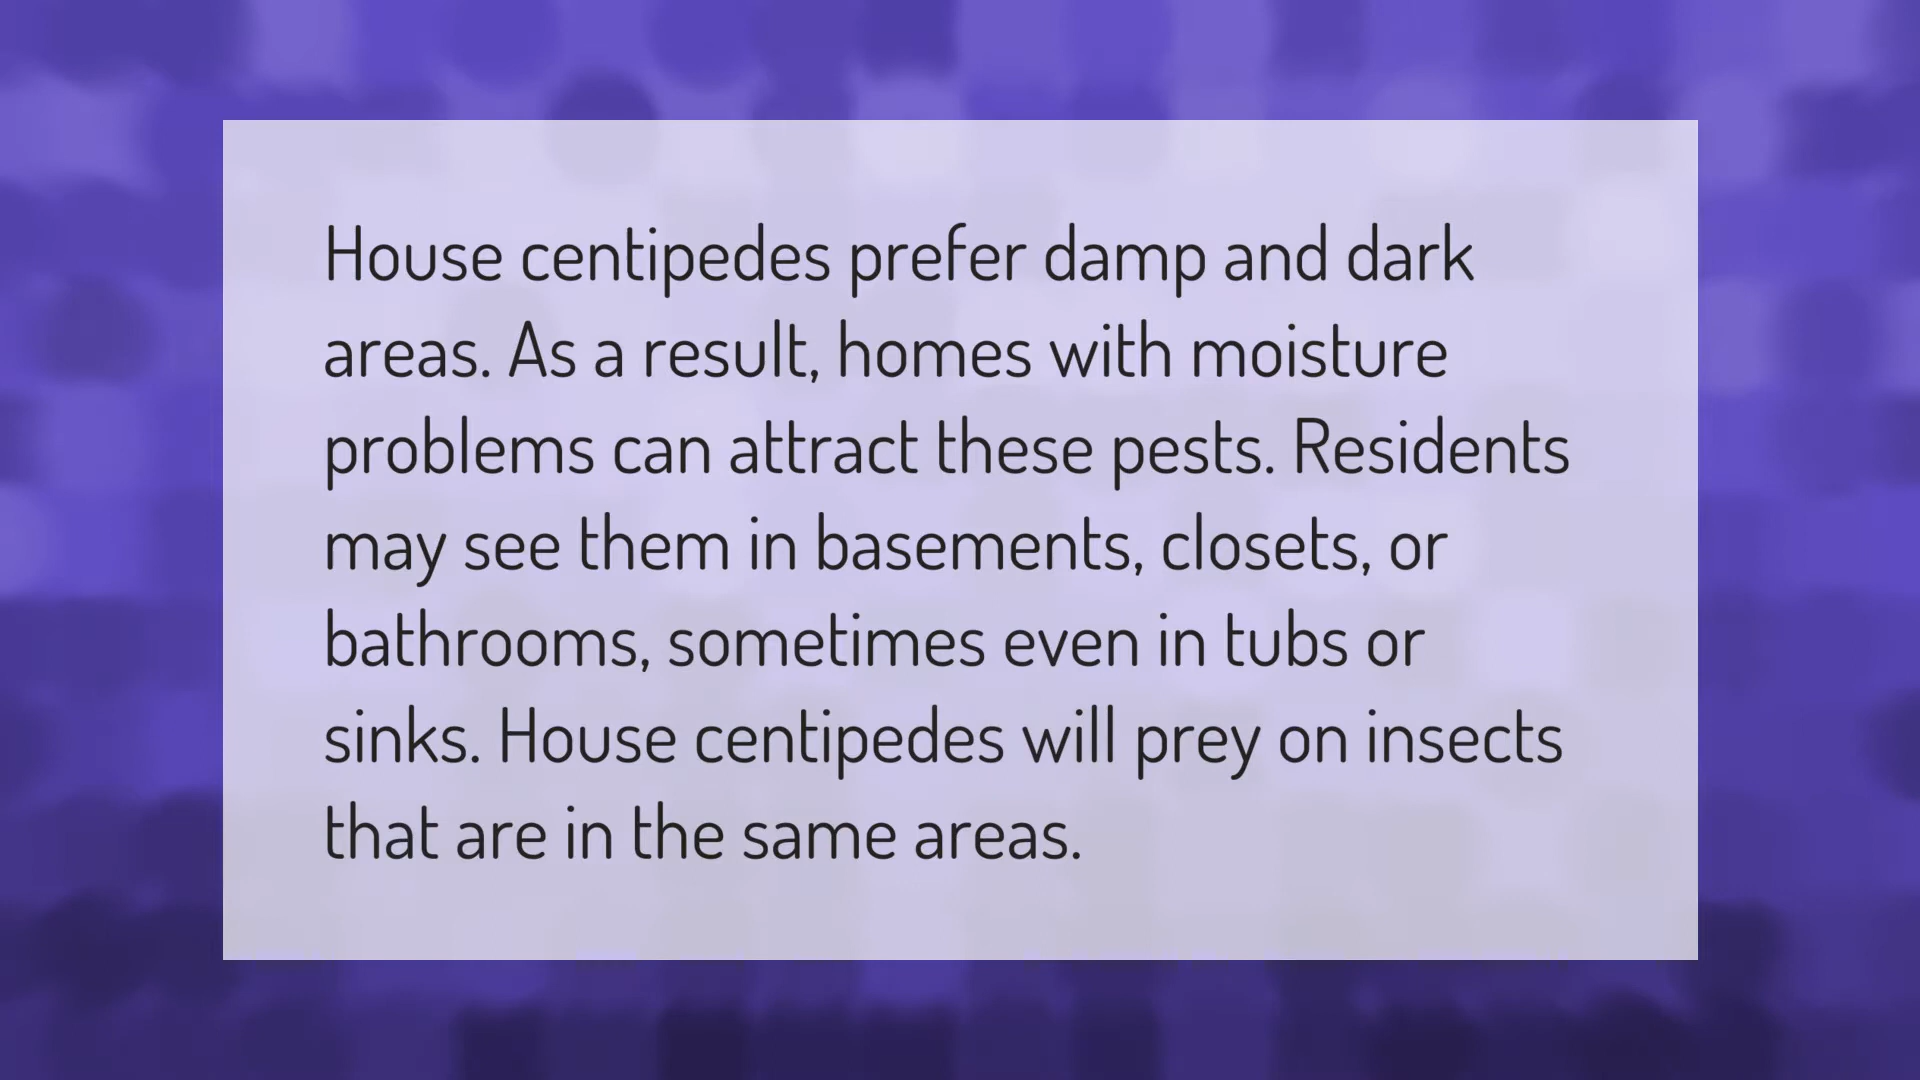 House centipedes prefer damp and dark
areas. As a result, homes with moisture
problems can attract these pests. Residents
may see them in basements, closets, or
bathrooms, sometimes even in tubs or
sinks. House centipedes will prey on insects
that are in the same areas.